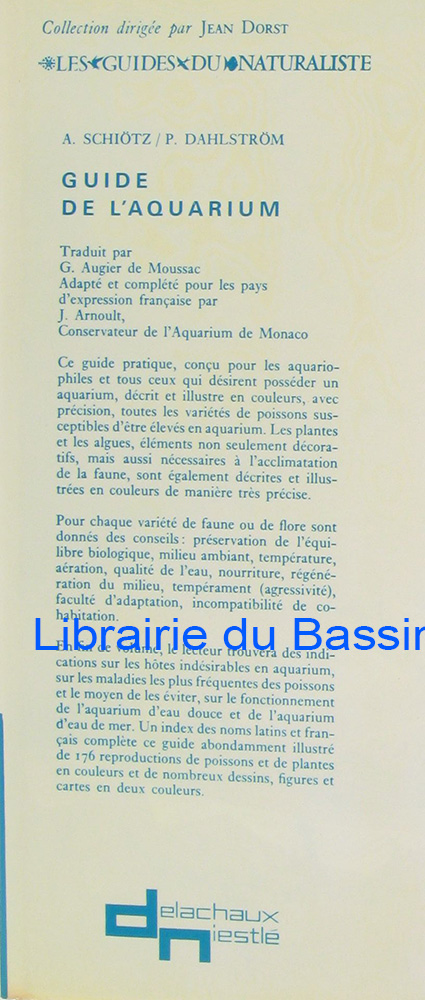 Collection dirigée par JEAN DORST
LES GUIDES DU NATURALISTE
A. SCHIÖTZ / P. DAHLSTRÖM
GUIDE
DE L'AQUARIUM
Traduit par
G. Augier de Moussac
Adapté et complété pour les pays
d'expression française par
J. Arnoult,
Conservateur de l'Aquarium de Monaco
Ce guide pratique, conçu pour les aquario-
philes et tous ceux qui désirent posséder un
aquarium, décrit et illustre en couleurs, avec
précision, toutes les variétés de poissons sus-
ceptibles d'être élevés en aquarium. Les plantes
et les algues, éléments non seulement décora-
tifs, mais aussi nécessaires à l'acclimatation
de la faune, sont également décrites et illus-
trées en couleurs de manière très précise.
Pour chaque variété de faune ou de flore sont
donnés des conseils: préservation de l'équi-
libre biologique, milieu ambiant, température,
aération, qualité de l'eau, nourriture, régéné-
ration du milieu, tempérament (agressivité),
faculté d'adaptation, incompatibilité de co-
habitation.
Librairie du Bassin
En fin de volume, le lecteur trouvera des indi-
cations sur les hôtes indésirables en aquarium,
sur les maladies les plus fréquentes des poissons
et le moyen de les éviter, sur le fonctionnement
de l'aquarium d'eau douce et de l'aquarium
d'eau de mer. Un index des noms latins et fran-
çais complète ce guide abondamment illustré
de 176 reproductions de poissons et de plantes
en couleurs et de nombreux dessins, figures et
cartes en deux couleurs.
delachaux
niestlé